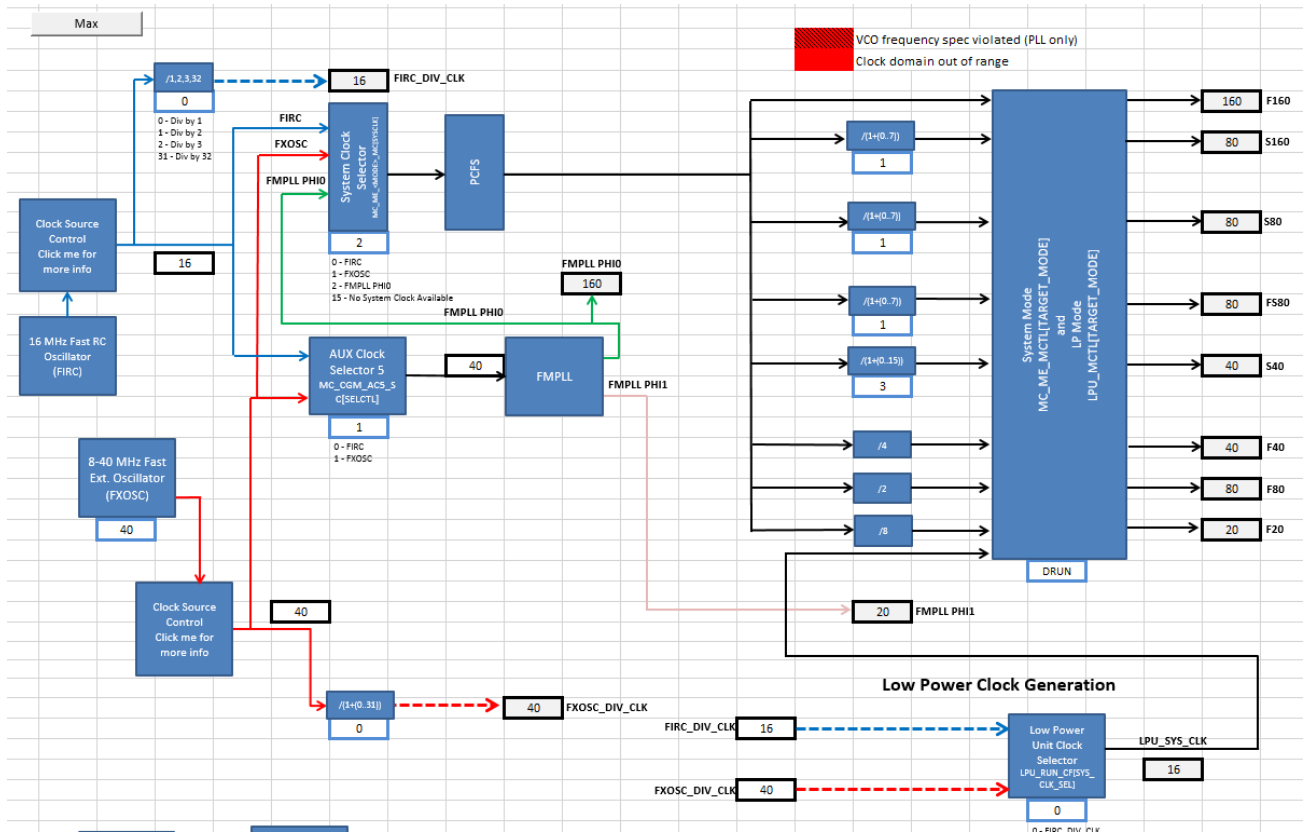 Max
VCO frequency spec violated (PLL only)
Clock domain out of range
/1,2,3,32
0
0 - Div by 1
1 - Div by 2
2 - Div by 3
31 - Div by 32
16
FIRC_DIV_CLK
FIRC
FXOSC
FMPLL PHI0
System Clock
Selector
MC_ME_<MODE>_MC[SYSCLK]
2
0 - FIRC
1 - FXOSC
2 - FMPLL PHI0
15 - No System Clock Available
PCFS
Clock Source
Control
Click me for
more info
16
16 MHz Fast RC
Oscillator
(FIRC)
FMPLL PHI0
160
FMPLL PHI0
AUX Clock
Selector 5
MC_CGM_AC5_S
C[SELCTL]
1
0 - FIRC
1 - FXOSC
40
FMPLL
FMPLL PHI1
8-40 MHz Fast
Ext. Oscillator
(FXOSC)
40
Clock Source
Control
Click me for
more info
40
/(1+(0..31))
0
40
FXOSC_DIV_CLK
/(1+(0..7))
1
/(1+(0..7))
1
/(1+(0..7))
1
/(1+(0..15))
3
/4
/2
/8
System Mode
MC_ME_MCTL[TARGET_MODE]
and
LP Mode
LPU_MCTL[TARGET_MODE]
DRUN
160 F160
80 S160
80 S80
80 FS80
40 S40
40 F40
80 F80
20 F20
20 FMPLL PHI1
Low Power Clock Generation
FIRC_DIV_CLK 16
FXOSC_DIV_CLK 40
Low Power
Unit Clock
Selector
LPU_RUN_CF[SYS_
CLK_SEL]
0
0 - FIRC_DIV_CLK
LPU_SYS_CLK
16